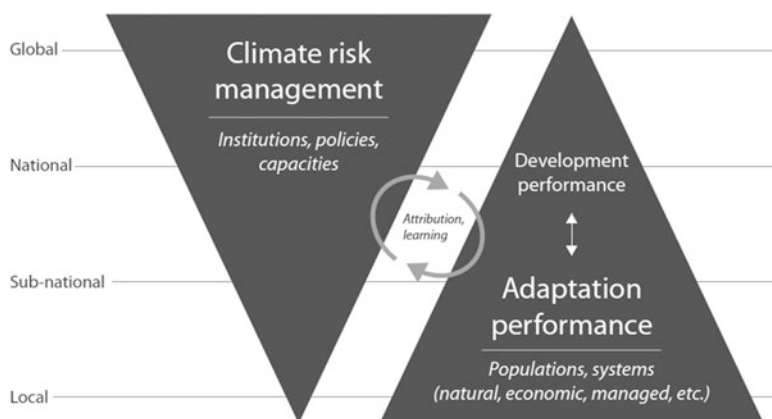 Global
National
Sub-national
Local
Climate risk
management
Institutions, policies,
capacities
Attribution,
learning
Development
performance
Adaptation
performance
Populations, systems
(natural, economic, managed, etc.)